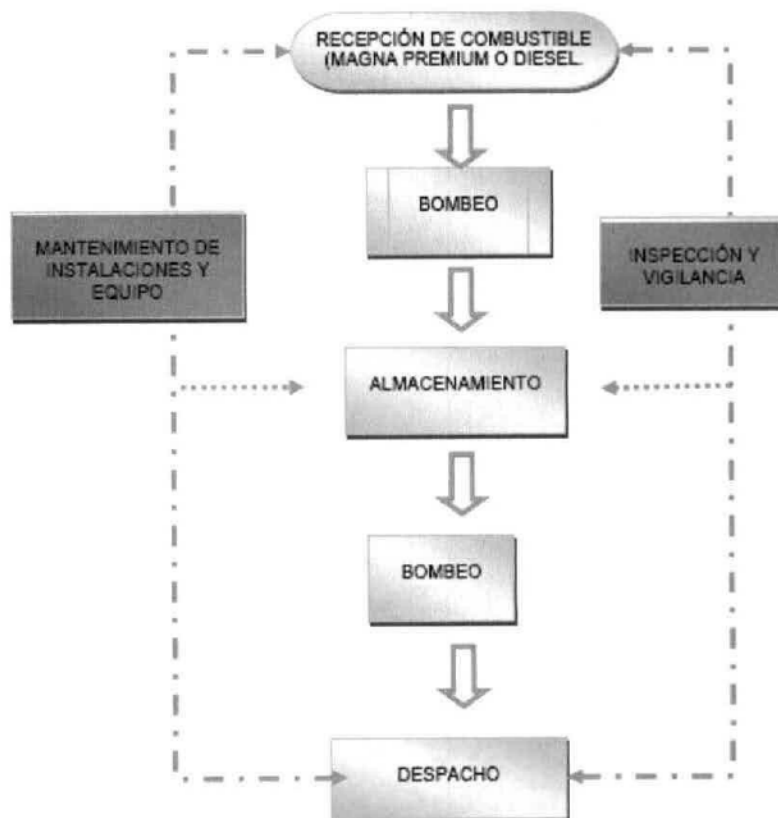 RECEPCIÓN DE COMBUSTIBLE
(MAGNA PREMIUM O DIESEL.
BOMBEO
MANTENIMIENTO DE
INSTALACIONES Y
EQUIPO
INSPECCIÓN Y
VIGILANCIA
ALMACENAMIENTO
BOMBEO
DESPACHO